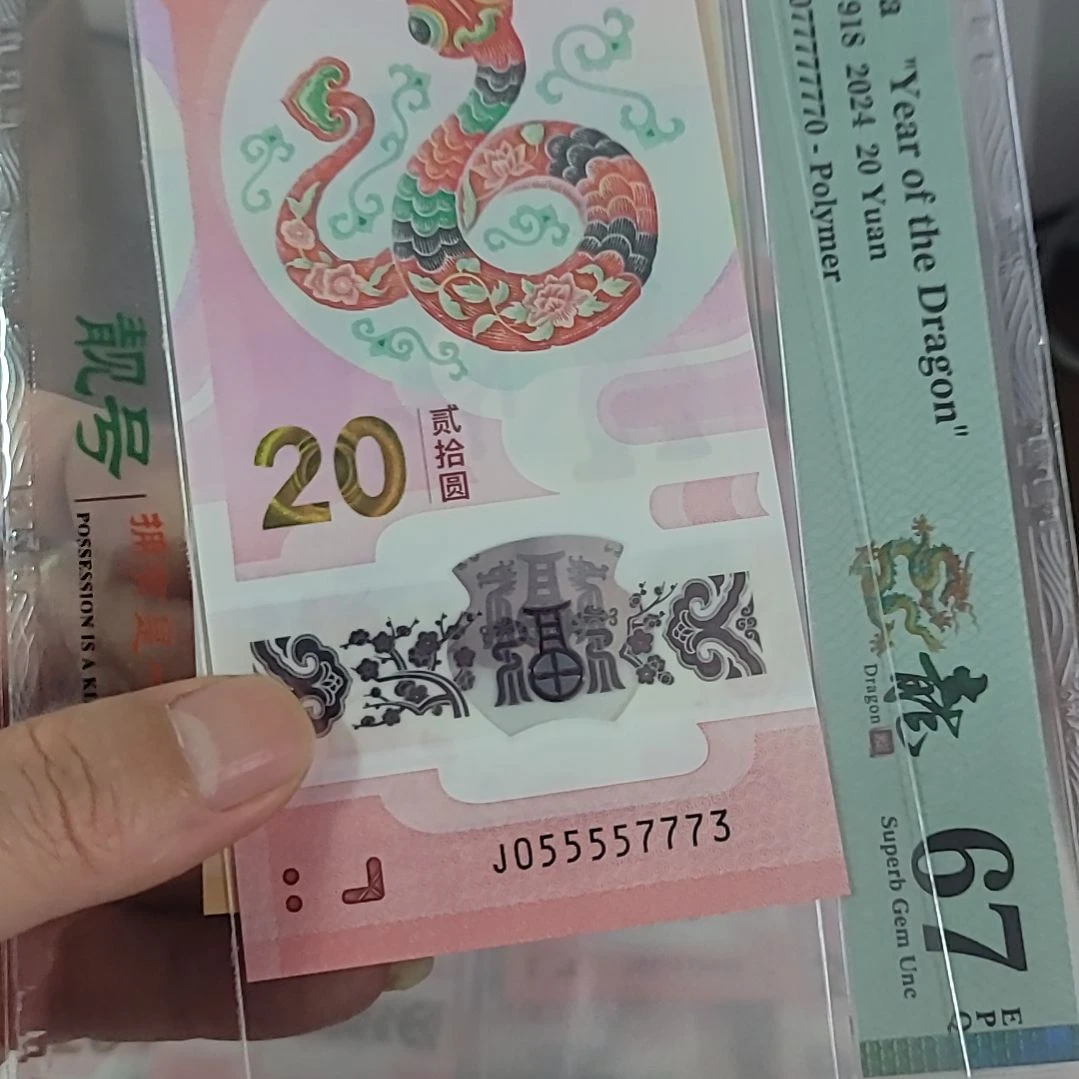 20
贰拾圆
J055557773
靓号
POSSESSION IS A
"Year of the Dragon"
2024 20 Yuan
- Polymer
Dragon
龍
67
Superb Gem Unc